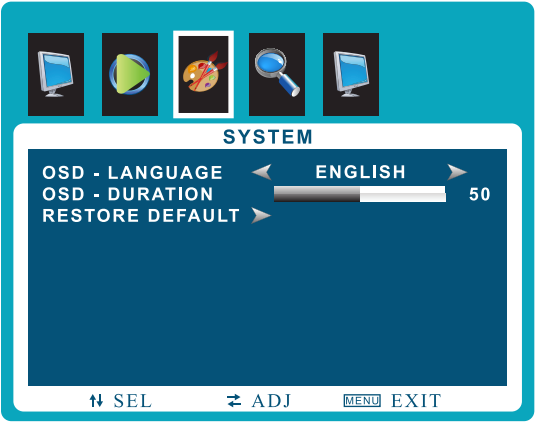 SYSTEM
OSD - LANGUAGE ENGLISH
OSD - DURATION 50
RESTORE DEFAULT
SEL ADJ MENU EXIT